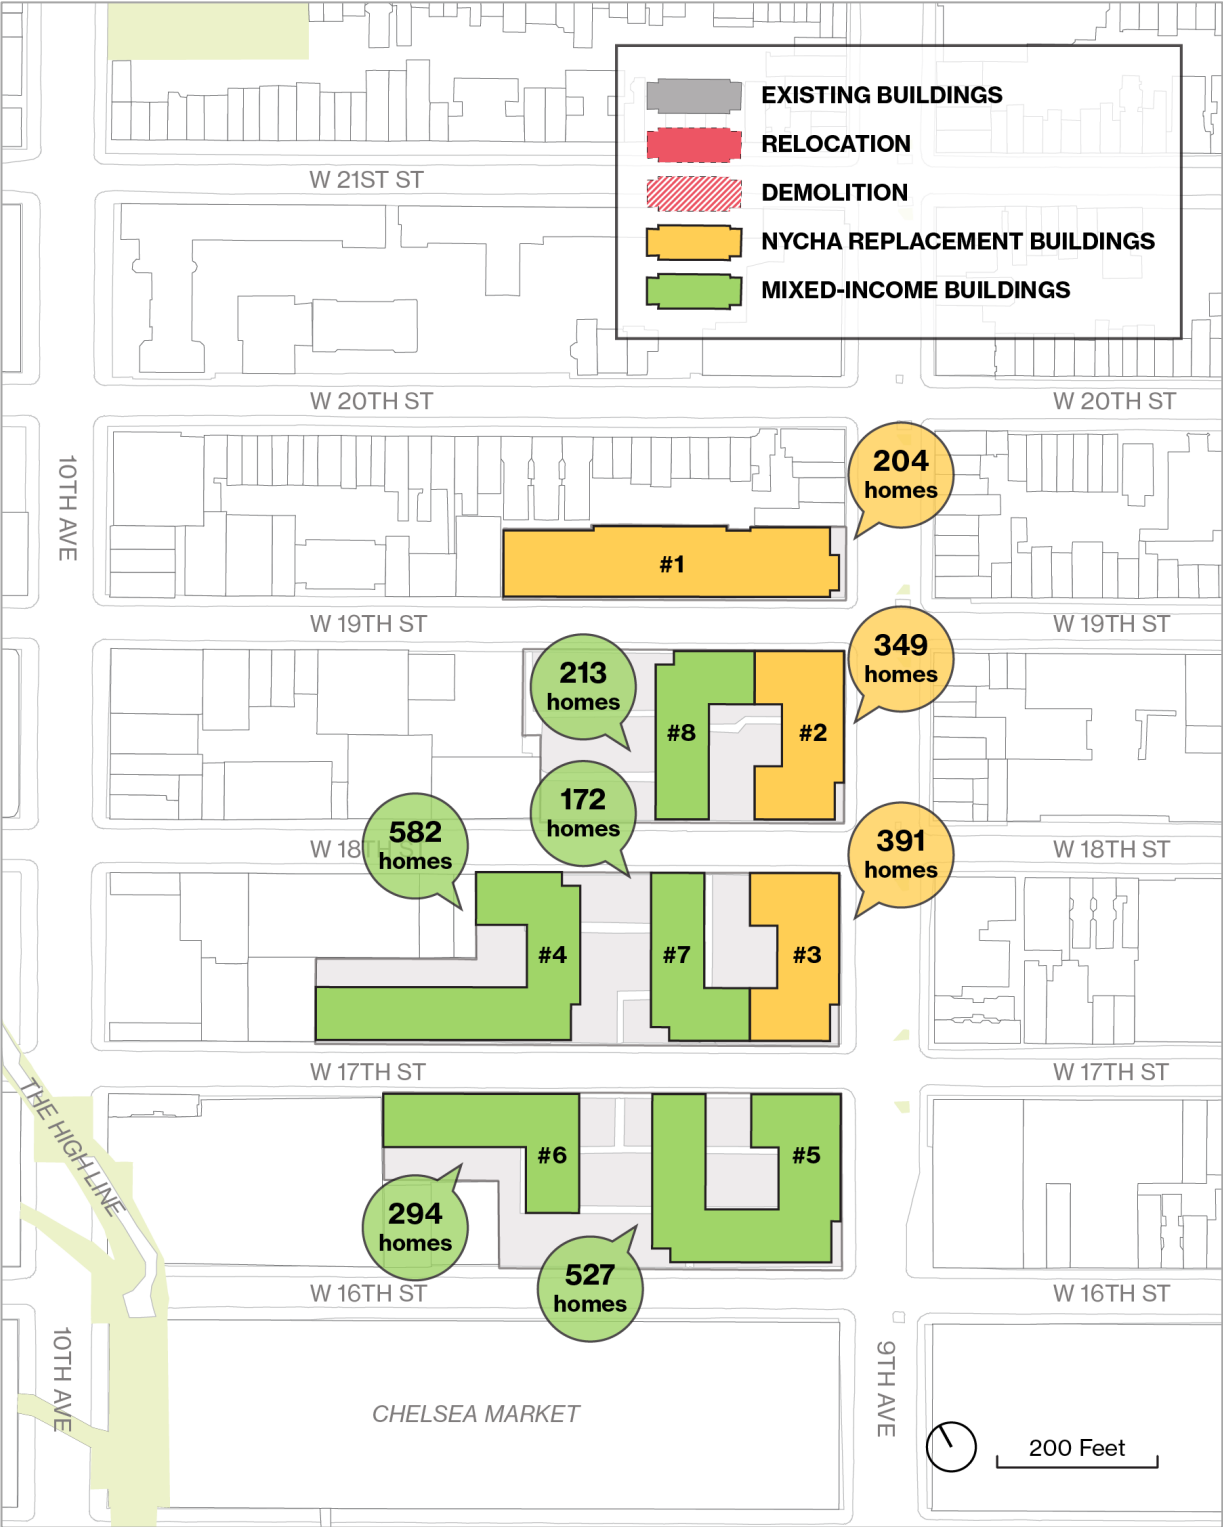 EXISTING BUILDINGS
RELOCATION
DEMOLITION
NYCHA REPLACEMENT BUILDINGS
MIXED-INCOME BUILDINGS
W 21ST ST
W 20TH ST
W 20TH ST
10TH AVE
204
homes
#1
W 19TH ST
W 19TH ST
213
homes
349
homes
#8
#2
172
homes
582
homes
W 18TH ST
391
homes
W 18TH ST
#4
#7
#3
W 17TH ST
W 17TH ST
THE HIGH LINE
#6
#5
294
homes
527
homes
W 16TH ST
W 16TH ST
10TH AVE
9TH AVE
CHELSEA MARKET
200 Feet